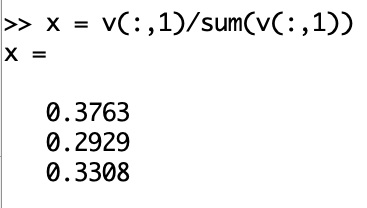 >> x = v(:,1)/sum(v(:,1))
x =
0.3763
0.2929
0.3308